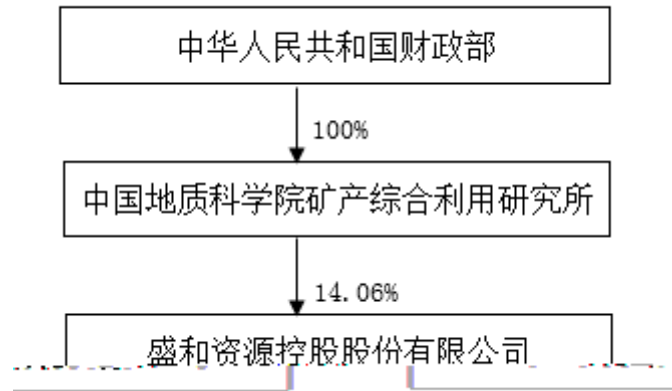 中华人民共和国财政部
100%
中国地质科学院矿产综合利用研究所
14.06%
盛和资源控股股份有限公司